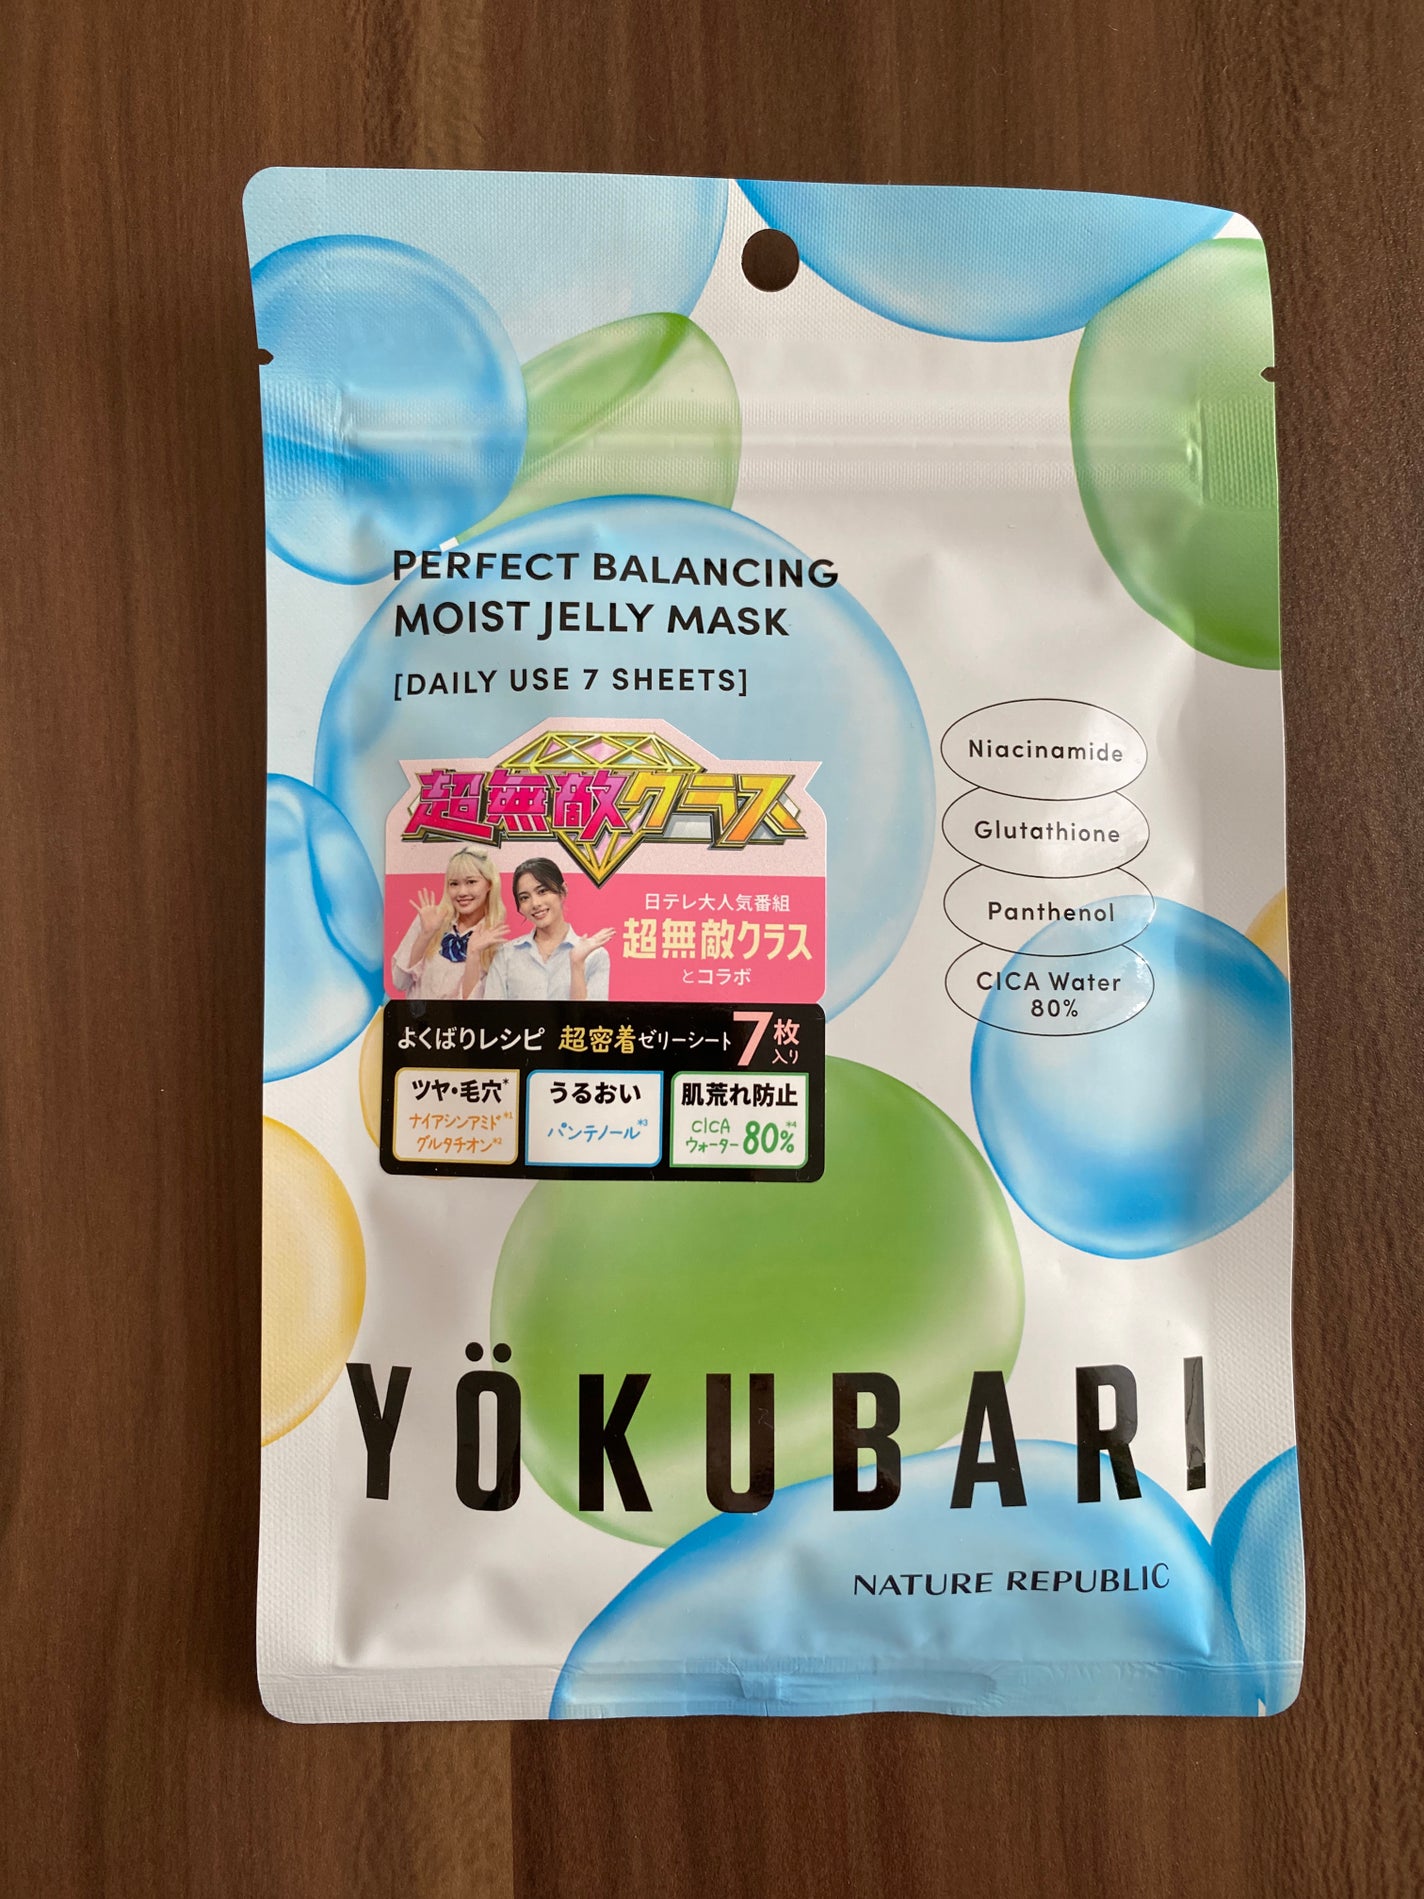 PERFECT BALANCING
MOIST JELLY MASK
[DAILY USE 7 SHEETS]
Niacinamide
Glutathione
Panthenol
CICA Water
80%
超無敵クラス
日テレ大人気番組
超無敵クラス
とコラボ
よくばりレシピ 超密着ゼリーシート7枚入り
ツヤ・毛穴*
ナイアシンアミド*1
グルタチオン*2
うるおい
パンテノール*3
肌荒れ防止
CICA
ウォーター80%*4
YÖKUBARI
NATURE REPUBLIC